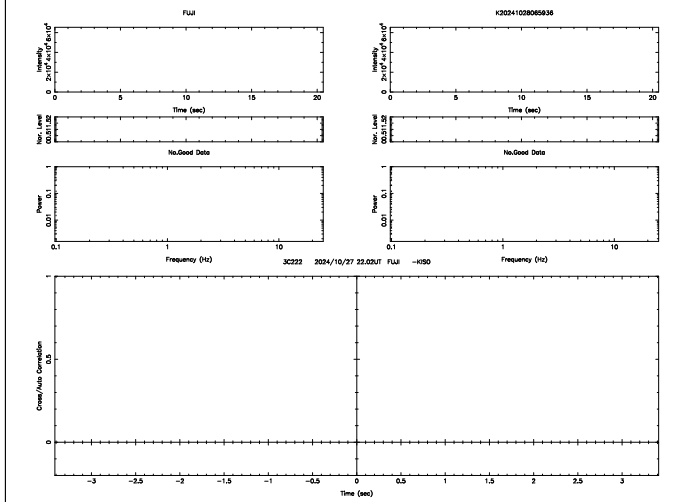 FUJI
K20241028065936
Intensity
2×10⁴ 4×10⁴ 6×10⁴
0 5 10 15 20
Time (sec)
Intensity
2×10⁴ 4×10⁴ 6×10⁴
0 5 10 15 20
Time (sec)
Nor. Level
00.511.52
Nor. Level
00.511.52
No.Good Data
No.Good Data
Power
0.01 0.1 1
0.1 1 10
Frequency (Hz)
Power
0.01 0.1 1
0.1 1 10
Frequency (Hz)
3C222 2024/10/27 22.02UT FUJI -KISO
Cross/Auto Correlation
0 0.5 1
-3 -2.5 -2 -1.5 -1 -0.5 0 0.5 1 1.5 2 2.5 3
Time (sec)